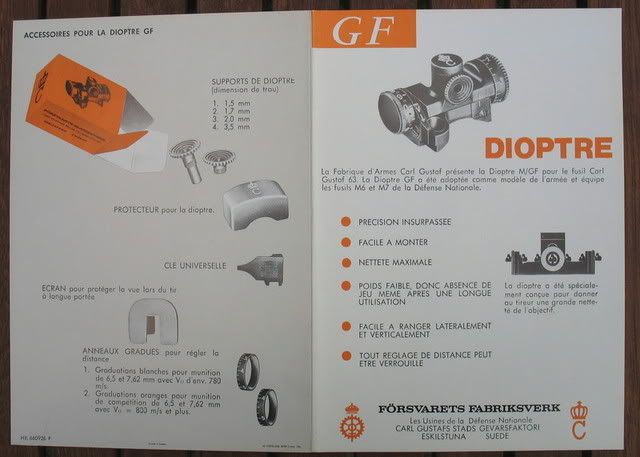 ACCESSOIRES POUR LA DIOPTRE GF
SUPPORTS DE DIOPTRE
(dimension de trou)
1. 1,5 mm
2. 1,7 mm
3. 2,0 mm
4. 3,5 mm
PROTECTEUR pour la dioptre.
CLE UNIVERSELLE
ECRAN pour protéger la vue lors du tir
à longue portée
ANNEAUX GRADUÉS pour régler la
distance
1. Graduations blanches pour munition
de 6,5 et 7,62 mm avec V₀ d'env. 780
m/s.
2. Graduations oranges pour munition
de compétition de 6,5 et 7,62 mm
avec V₀ = 800 m/s et plus.
GF
DIOPTRE
La Fabrique d'Armes Carl Gustaf présente la Dioptre M/GF pour le fusil Carl
Gustaf 63. La Dioptre GF a été adoptée comme modèle de l'armée et équipe
les fusils M6 et M7 de la Défense Nationale.
PRECISION INSURPASSEE
FACILE A MONTER
NETTETE MAXIMALE
POIDS FAIBLE, DONC ABSENCE DE
JEU MEME APRES UNE LONGUE
UTILISATION
FACILE A RANGER LATERALEMENT
ET VERTICALEMENT
TOUT REGLAGE DE DISTANCE PEUT
ETRE VERROUILLE
La dioptre a été spéciale-
ment conçue pour donner
au tireur une grande nette-
té de l'objectif.
FÖRSVARETS FABRIKSVERK
Les Usines de la Défense Nationale
CARL GUSTAFS STADS GEVÄRSFAKTORI
ESKILSTUNA SUEDE
C